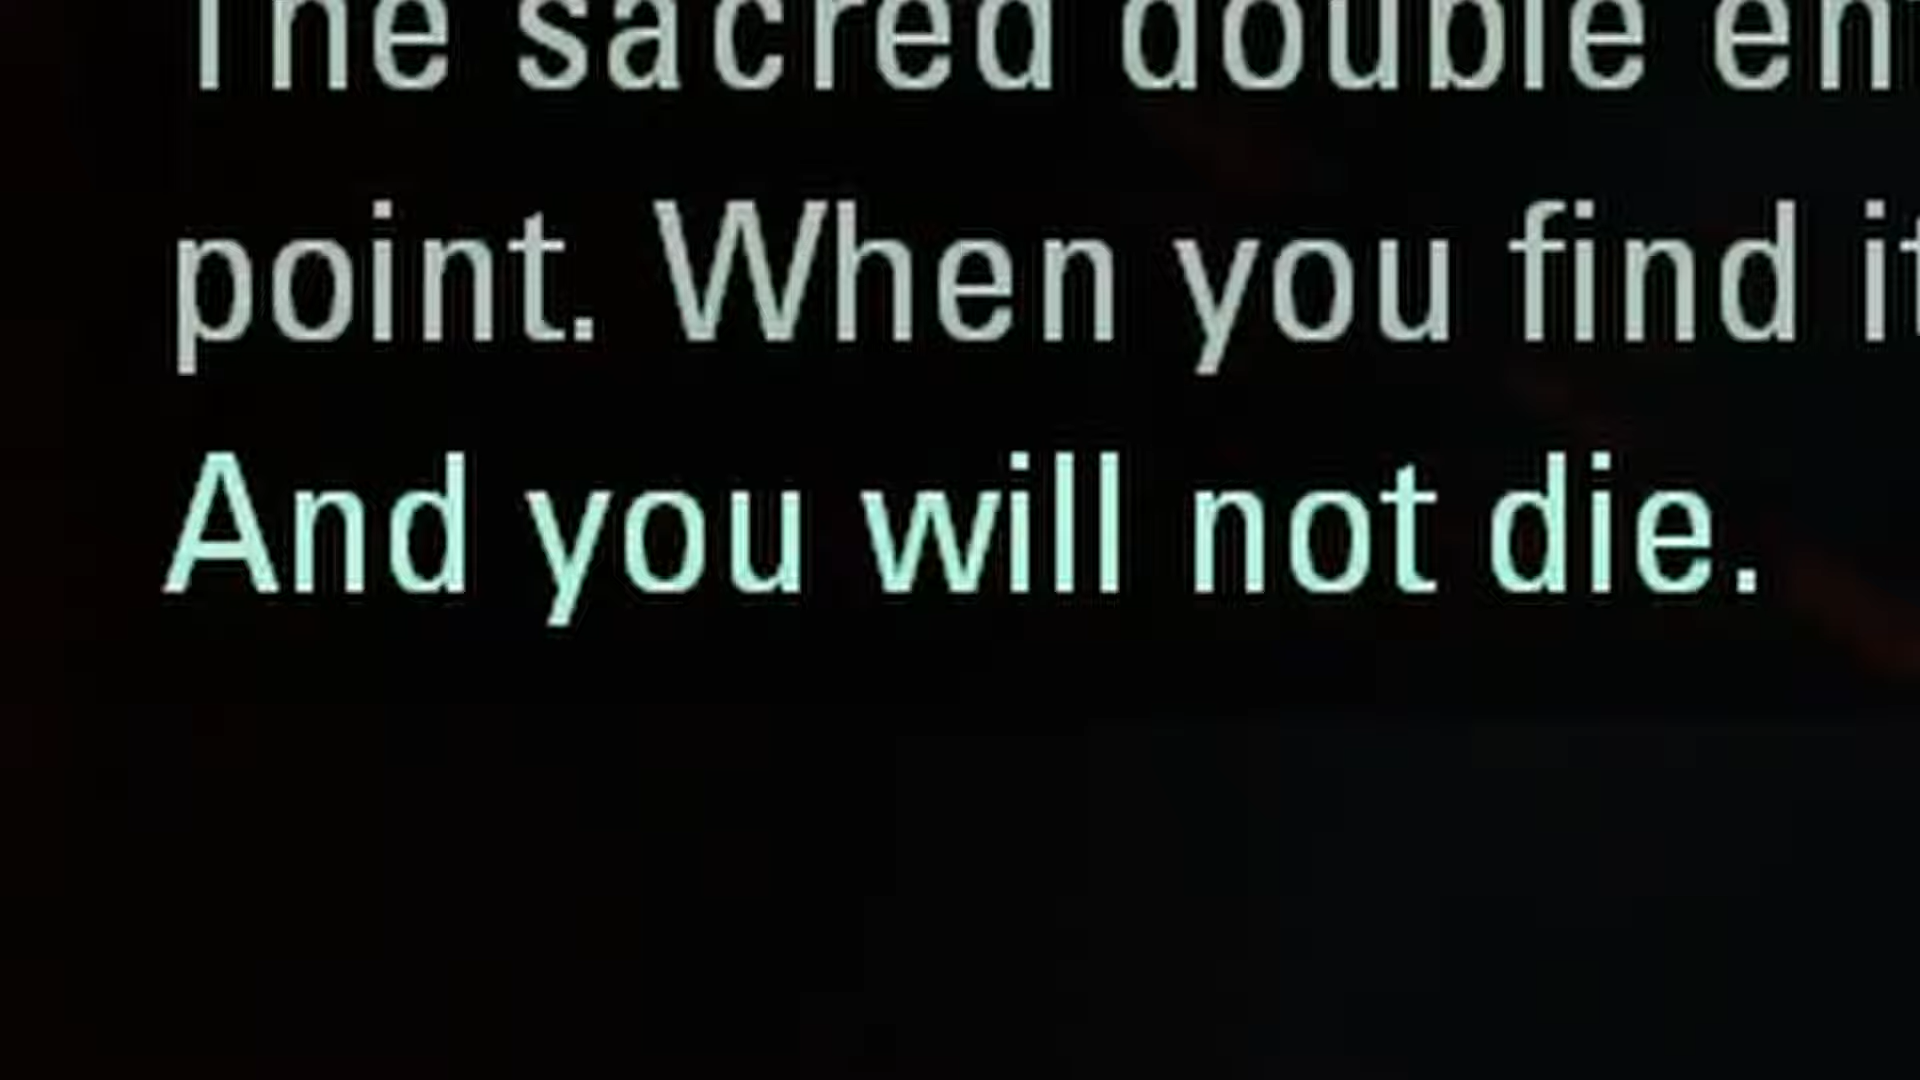 The sacred double
point. When you find
And you will not die.